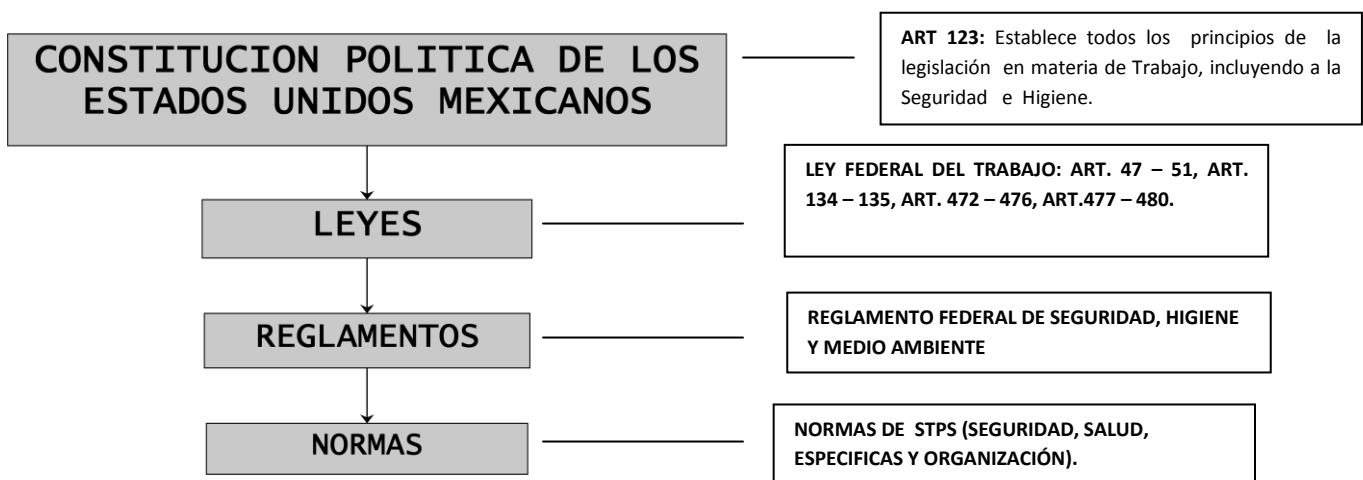 CONSTITUCION POLITICA DE LOS
ESTADOS UNIDOS MEXICANOS
ART 123: Establece todos los principios de la
legislación en materia de Trabajo, incluyendo a la
Seguridad e Higiene.
LEYES
LEY FEDERAL DEL TRABAJO: ART. 47 – 51, ART.
134 – 135, ART. 472 – 476, ART.477 – 480.
REGLAMENTOS
REGLAMENTO FEDERAL DE SEGURIDAD, HIGIENE
Y MEDIO AMBIENTE
NORMAS
NORMAS DE STPS (SEGURIDAD, SALUD,
ESPECIFICAS Y ORGANIZACIÓN).